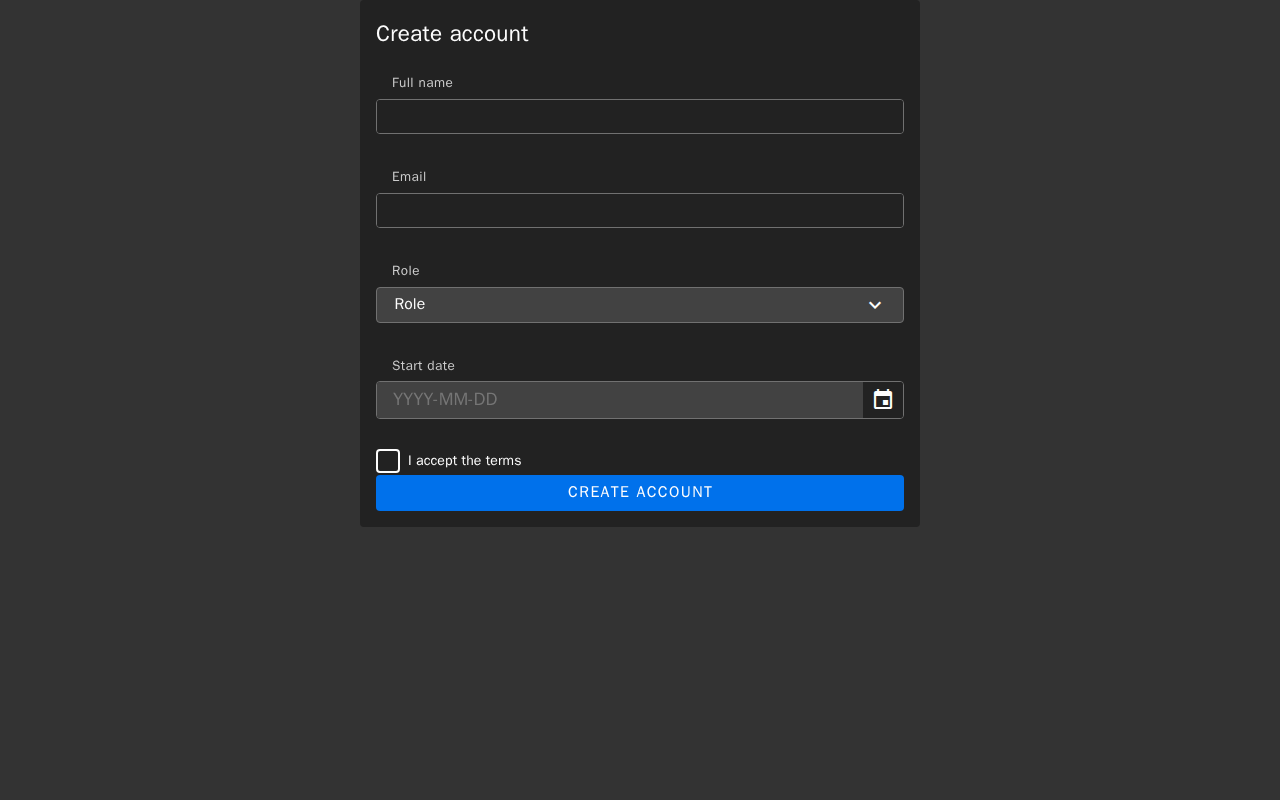 Create account
Full name
Email
Role
Role
Start date
YYYY-MM-DD
I accept the terms
CREATE ACCOUNT